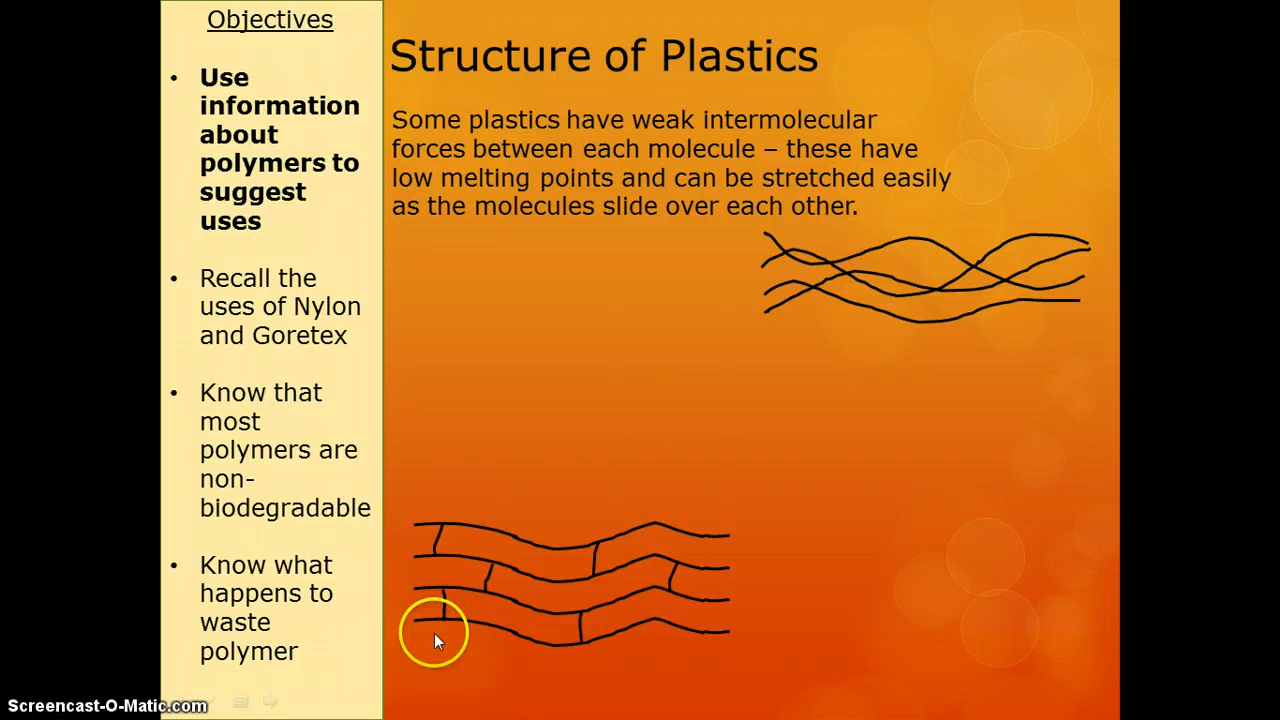 Objectives
• Use
information
about
polymers to
suggest
uses
• Recall the
uses of Nylon
and Goretex
• Know that
most
polymers are
non-
biodegradable
• Know what
happens to
waste
polymer
Structure of Plastics
Some plastics have weak intermolecular
forces between each molecule – these have
low melting points and can be stretched easily
as the molecules slide over each other.
Screencast-O-Matic.com